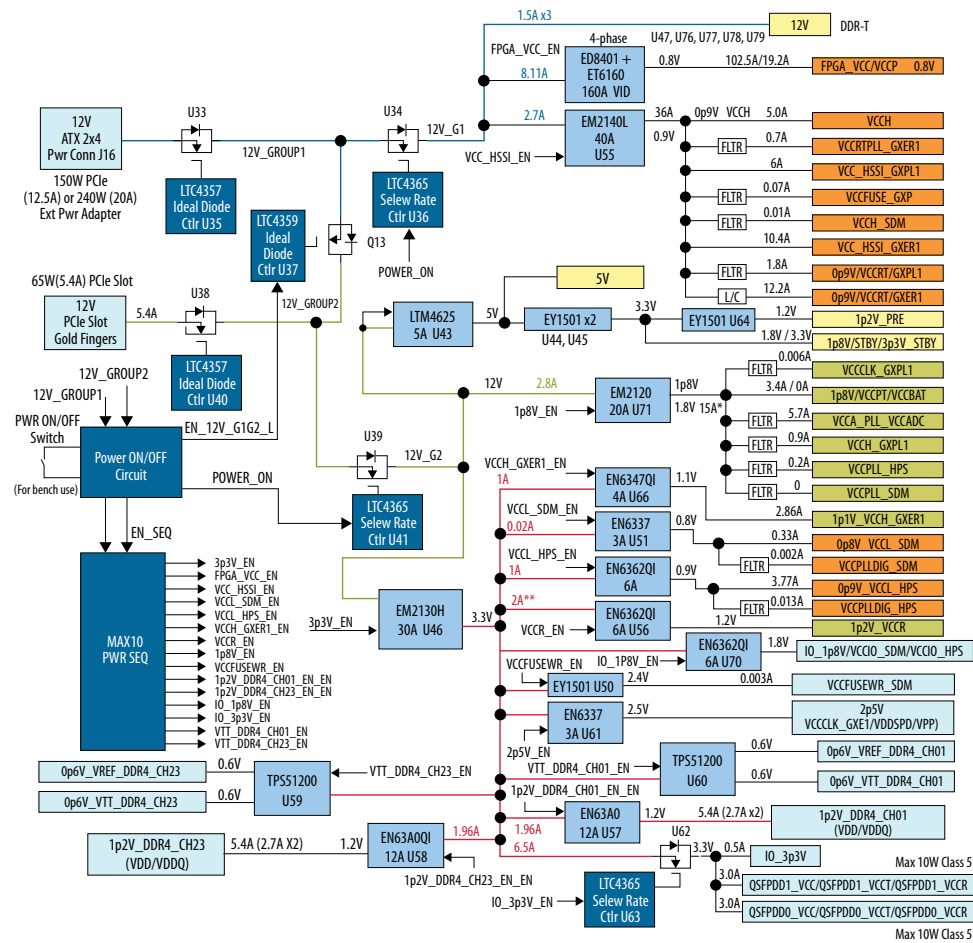 1.5A x3
12V
DDR-T
4-phase
U47, U76, U77, U78, U79
FPGA_VCC_EN
ED8401 +
ET6160
160A VID
0.8V
102.5A/19.2A
FPGA_VCC/VCCP 0.8V
8.11A
12V
ATX 2x4
Pwr Conn J16
U33
U34
12V_G1
12V_GROUP1
2.7A
EM2140L
40A
U55
VCC_HSSI_EN
36A
0.9V
0p9V
VCCH
5.0A
VCCH
0.7A
FLTR
VCCRTPLL_GXER1
6A
VCC_HSSI_GXPL1
0.07A
FLTR
VCCFUSE_GXP
0.01A
FLTR
VCCH_SDM
10.4A
VCC_HSSI_GXER1
1.8A
FLTR
0p9V/VCCRT/GXPL1
12.2A
L/C
0p9V/VCCRT/GXER1
150W PCIe
(12.5A) or 240W (20A)
Ext Pwr Adapter
LTC4357
Ideal Diode
Ctlr U35
LTC4359
Ideal
Diode
Ctlr U37
LTC4365
Selew Rate
Ctlr U36
Q13
POWER_ON
65W(5.4A) PCIe Slot
12V
PCIe Slot
Gold Fingers
5.4A
U38
12V_GROUP2
LTC4357
Ideal Diode
Ctlr U40
LTM4625
5A U43
5V
5V
EY1501 x2
U44, U45
3.3V
EY1501 U64
1.2V
1p2V_PRE
1.8V / 3.3V
1p8V/STBY/3p3V_STBY
12V
2.8A
1p8V_EN
EM2120
20A U71
1p8V
1.8V 15A*
0.006A
FLTR
VCCCLK_GXPL1
3.4A / 0A
1p8V/VCCPT/VCCBAT
5.7A
FLTR
VCCA_PLL_VCCADC
0.9A
FLTR
VCCH_GXPL1
0.2A
FLTR
VCCPLL_HPS
0
FLTR
VCCPLL_SDM
12V_GROUP2
12V_GROUP1
PWR ON/OFF
Switch
(For bench use)
Power ON/OFF
Circuit
EN_12V_G1G2_L
POWER_ON
EN_SEQ
U39
12V_G2
LTC4365
Selew Rate
Ctlr U41
VCCH_GXER1_EN
1A
EN6347QI
4A U66
1.1V
2.86A
1p1V_VCCH_GXER1
VCCL_SDM_EN
0.02A
EN6337
3A U51
0.8V
0.33A
0p8V_VCCL_SDM
0.002A
FLTR
VCCPLLDIG_SDM
VCCL_HPS_EN
1A
EN6362QI
6A
0.9V
3.77A
0p9V_VCCL_HPS
0.013A
FLTR
VCCPLLDIG_HPS
2A**
VCCR_EN
EN6362QI
6A U56
1.2V
1p2V_VCCR
MAX10
PWR SEQ
3p3V_EN
FPGA_VCC_EN
VCC_HSSI_EN
VCCL_SDM_EN
VCCL_HPS_EN
VCCH_GXER1_EN
VCCR_EN
1p8V_EN
VCCFUSEWR_EN
1p2V_DDR4_CH01_EN_EN
1p2V_DDR4_CH23_EN_EN
IO_1p8V_EN
IO_3p3V_EN
VTT_DDR4_CH01_EN
VTT_DDR4_CH23_EN
3p3V_EN
EM2130H
30A U46
3.3V
IO_1P8V_EN
EN6362QI
6A U70
1.8V
IO_1p8V/VCCIO_SDM/VCCIO_HPS
VCCFUSEWR_EN
EY1501 U50
2.4V
0.003A
VCCFUSEWR_SDM
2p5V_EN
EN6337
3A U61
2.5V
2p5V
VCCCLK_GXE1/VDDSPD/VPP)
VTT_DDR4_CH01_EN
TPS51200
U60
0.6V
0p6V_VREF_DDR4_CH01
0.6V
0p6V_VTT_DDR4_CH01
0p6V_VREF_DDR4_CH23
0.6V
0p6V_VTT_DDR4_CH23
0.6V
TPS51200
U59
VTT_DDR4_CH23_EN
1p2V_DDR4_CH01_EN_EN
1.96A
EN63A0
12A U57
1.2V
5.4A (2.7A x2)
1p2V_DDR4_CH01
(VDD/VDDQ)
1p2V_DDR4_CH23
(VDD/VDDQ)
5.4A (2.7A X2)
1.2V
EN63A0QI
12A U58
1.96A
1p2V_DDR4_CH23_EN_EN
6.5A
U62
3.3V
0.5A
IO_3p3V
Max 10W Class 5
3.0A
QSFPDD1_VCC/QSFPDD1_VCCT/QSFPDD1_VCCR
3.0A
QSFPDD0_VCC/QSFPDD0_VCCT/QSFPDD0_VCCR
Max 10W Class 5
IO_3p3V_EN
LTC4365
Selew Rate
Ctlr U63